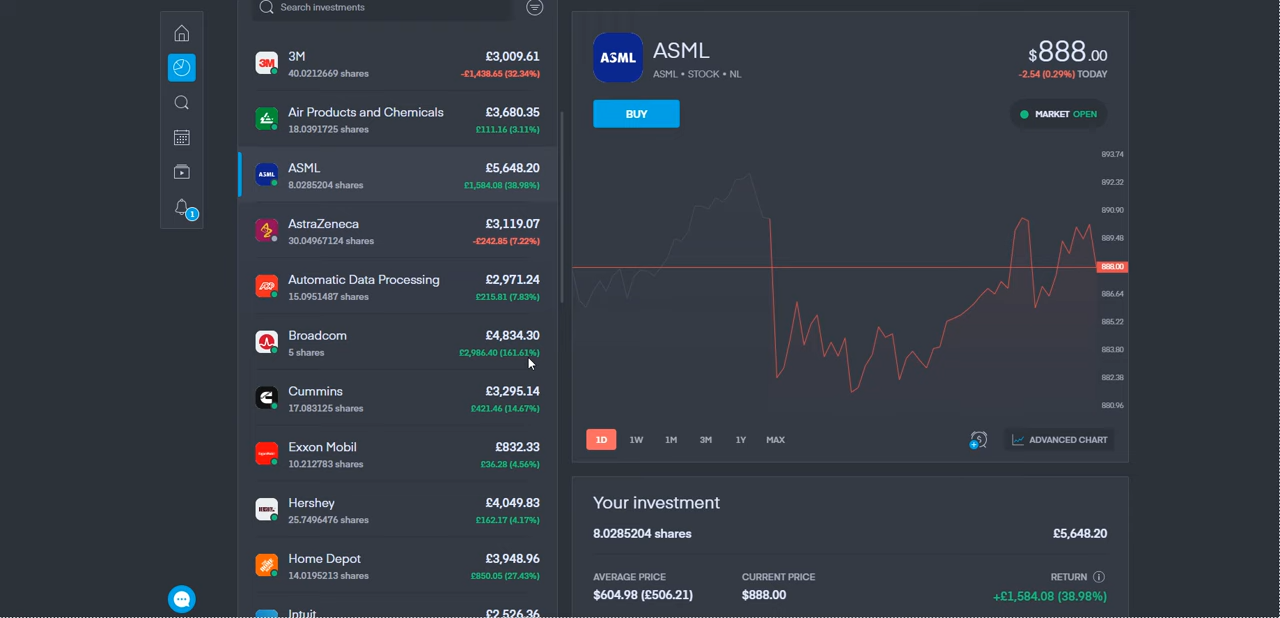 Search investments
3M
£3,009.61
3M
40.0212669 shares
-£1,438.65 (32.34%)
Air Products and Chemicals
£3,680.35
18.0391725 shares
£111.16 (3.11%)
ASML
£5,648.20
ASML
8.0285204 shares
£1,584.08 (38.98%)
AstraZeneca
£3,119.07
30.04967124 shares
-£242.85 (7.22%)
Automatic Data Processing
£2,971.24
15.0951487 shares
£215.81 (7.83%)
Broadcom
£4,834.30
5 shares
£2,986.40 (161.61%)
Cummins
£3,295.14
17.083125 shares
£421.46 (14.67%)
Exxon Mobil
£832.33
10.212783 shares
£36.28 (4.56%)
Hershey
£4,049.83
25.7496476 shares
£162.17 (4.17%)
Home Depot
£3,948.96
14.0195213 shares
£850.05 (27.43%)
Intuit
£2,526.36
1
ASML
ASML
$888.00
ASML • STOCK • NL
-2.54 (0.29%) TODAY
BUY
MARKET OPEN
893.74
892.32
890.90
889.48
888.00
886.64
885.22
883.80
882.38
880.96
1D
1W
1M
3M
1Y
MAX
ADVANCED CHART
Your investment
8.0285204 shares
£5,648.20
AVERAGE PRICE
CURRENT PRICE
RETURN
$604.98 (£506.21)
$888.00
+£1,584.08 (38.98%)